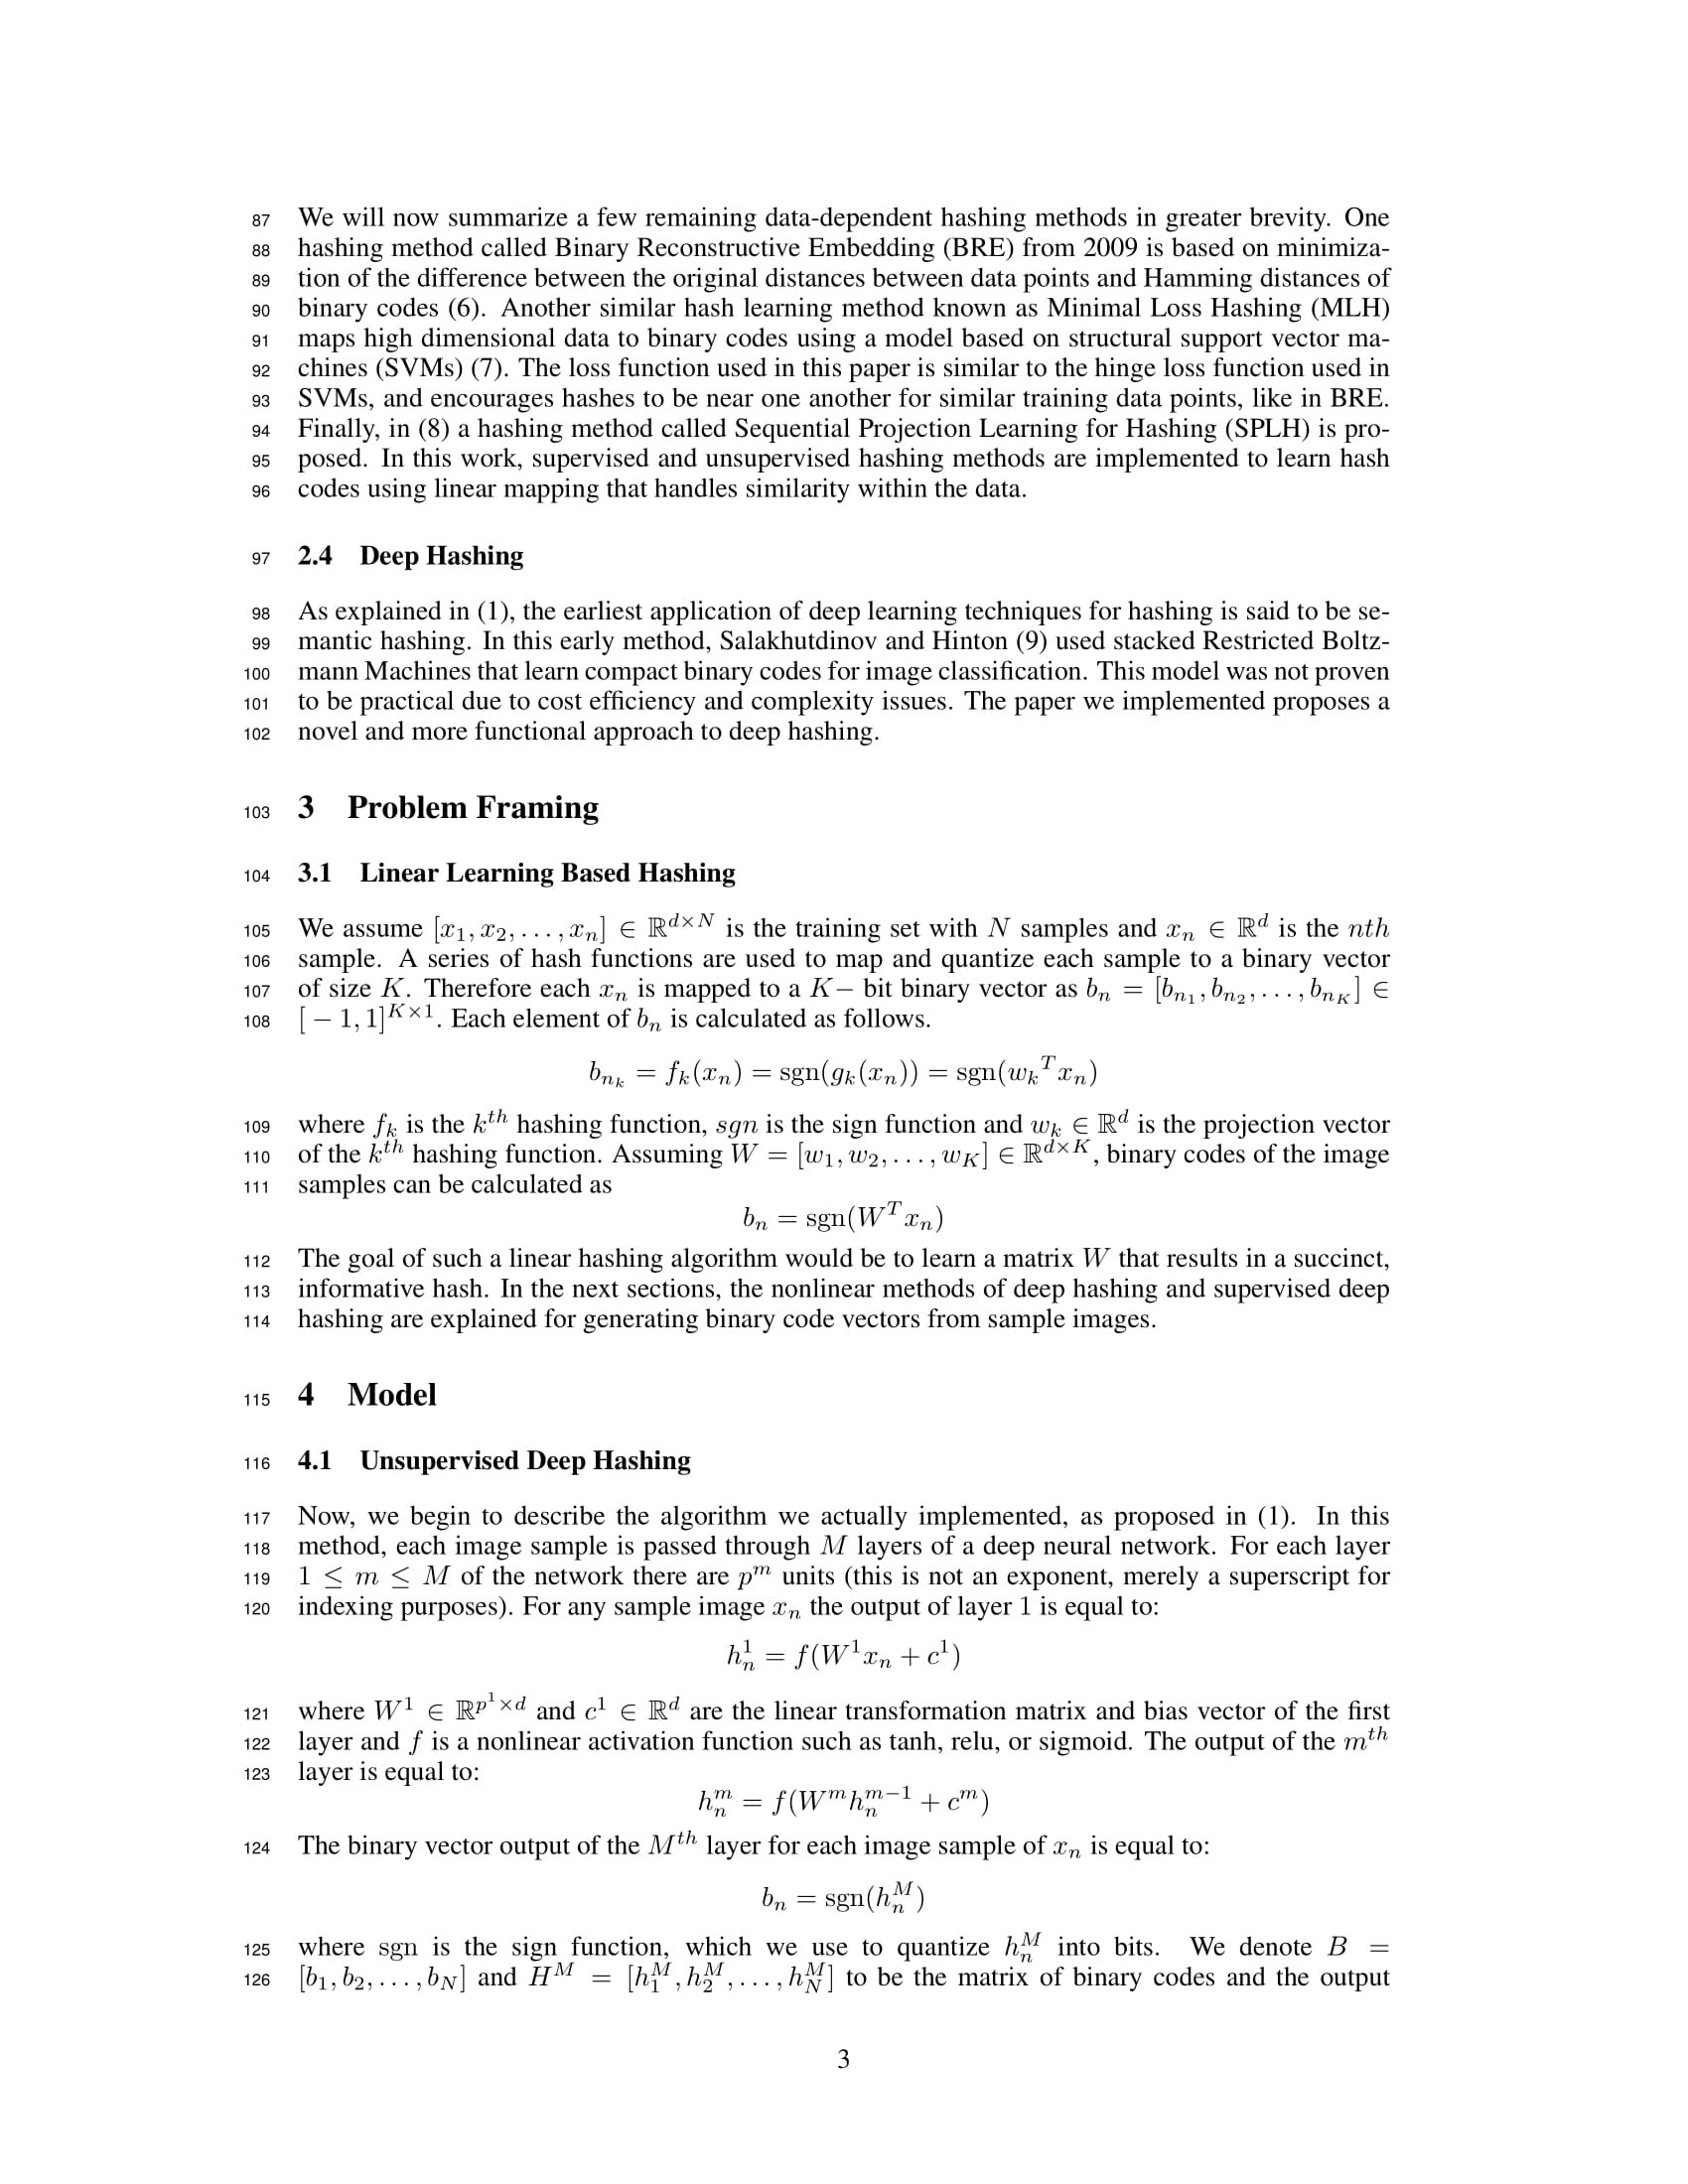 87 We will now summarize a few remaining data-dependent hashing methods in greater brevity. One
88 hashing method called Binary Reconstructive Embedding (BRE) from 2009 is based on minimiza-
89 tion of the difference between the original distances between data points and Hamming distances of
90 binary codes (6). Another similar hash learning method known as Minimal Loss Hashing (MLH)
91 maps high dimensional data to binary codes using a model based on structural support vector ma-
92 chines (SVMs) (7). The loss function used in this paper is similar to the hinge loss function used in
93 SVMs, and encourages hashes to be near one another for similar training data points, like in BRE.
94 Finally, in (8) a hashing method called Sequential Projection Learning for Hashing (SPLH) is pro-
95 posed. In this work, supervised and unsupervised hashing methods are implemented to learn hash
96 codes using linear mapping that handles similarity within the data.
97 2.4 Deep Hashing
98 As explained in (1), the earliest application of deep learning techniques for hashing is said to be se-
99 mantic hashing. In this early method, Salakhutdinov and Hinton (9) used stacked Restricted Boltz-
100 mann Machines that learn compact binary codes for image classification. This model was not proven
101 to be practical due to cost efficiency and complexity issues. The paper we implemented proposes a
102 novel and more functional approach to deep hashing.
103 3 Problem Framing
104 3.1 Linear Learning Based Hashing
105 We assume $[x_1, x_2, \ldots, x_n] \in \mathbb{R}^{d \times N}$ is the training set with $N$ samples and $x_n \in \mathbb{R}^d$ is the $nth$
106 sample. A series of hash functions are used to map and quantize each sample to a binary vector
107 of size $K$. Therefore each $x_n$ is mapped to a $K-$ bit binary vector as $b_n = [b_{n_1}, b_{n_2}, \ldots, b_{n_K}] \in$
108 $[-1, 1]^{K \times 1}$. Each element of $b_n$ is calculated as follows.
$b_{n_k} = f_k(x_n) = \text{sgn}(g_k(x_n)) = \text{sgn}({w_k}^T x_n)$
109 where $f_k$ is the $k^{th}$ hashing function, $sgn$ is the sign function and $w_k \in \mathbb{R}^d$ is the projection vector
110 of the $k^{th}$ hashing function. Assuming $W = [w_1, w_2, \ldots, w_K] \in \mathbb{R}^{d \times K}$, binary codes of the image
111 samples can be calculated as
$b_n = \text{sgn}(W^T x_n)$
112 The goal of such a linear hashing algorithm would be to learn a matrix $W$ that results in a succinct,
113 informative hash. In the next sections, the nonlinear methods of deep hashing and supervised deep
114 hashing are explained for generating binary code vectors from sample images.
115 4 Model
116 4.1 Unsupervised Deep Hashing
117 Now, we begin to describe the algorithm we actually implemented, as proposed in (1). In this
118 method, each image sample is passed through $M$ layers of a deep neural network. For each layer
119 $1 \leq m \leq M$ of the network there are $p^m$ units (this is not an exponent, merely a superscript for
120 indexing purposes). For any sample image $x_n$ the output of layer 1 is equal to:
$h_n^1 = f(W^1 x_n + c^1)$
121 where $W^1 \in \mathbb{R}^{p^1 \times d}$ and $c^1 \in \mathbb{R}^d$ are the linear transformation matrix and bias vector of the first
122 layer and $f$ is a nonlinear activation function such as tanh, relu, or sigmoid. The output of the $m^{th}$
123 layer is equal to:
$h_n^m = f(W^m h_n^{m-1} + c^m)$
124 The binary vector output of the $M^{th}$ layer for each image sample of $x_n$ is equal to:
$b_n = \text{sgn}(h_n^M)$
125 where sgn is the sign function, which we use to quantize $h_n^M$ into bits. We denote $B =$
126 $[b_1, b_2, \ldots, b_N]$ and $H^M = [h_1^M, h_2^M, \ldots, h_N^M]$ to be the matrix of binary codes and the output
3